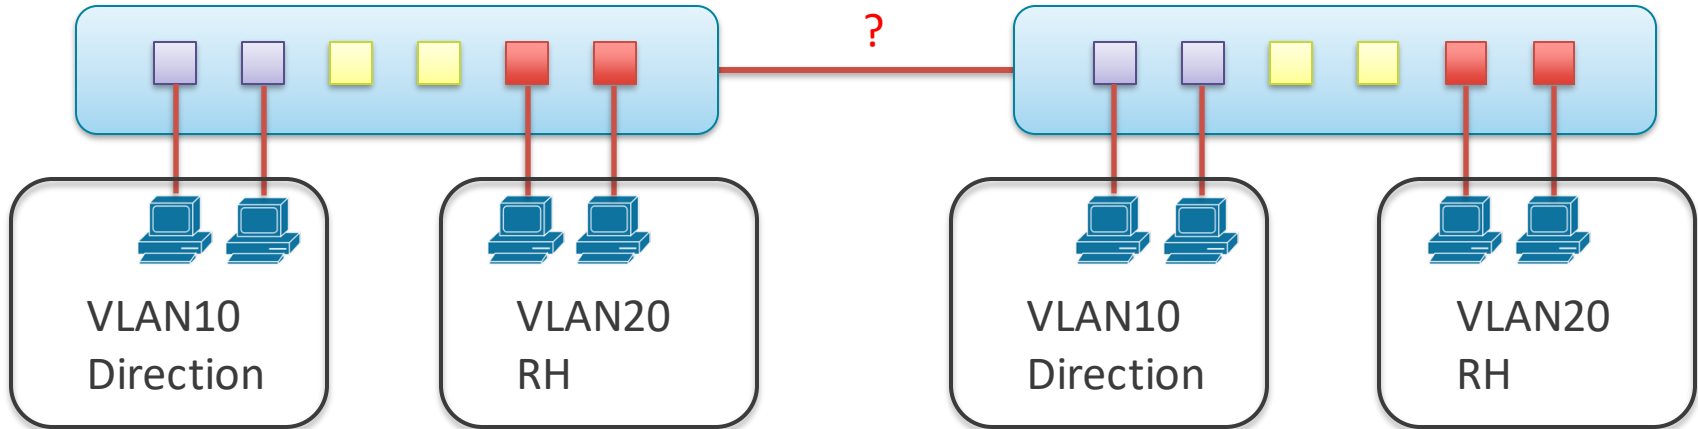 ?
VLAN10
Direction
VLAN20
RH
VLAN10
Direction
VLAN20
RH